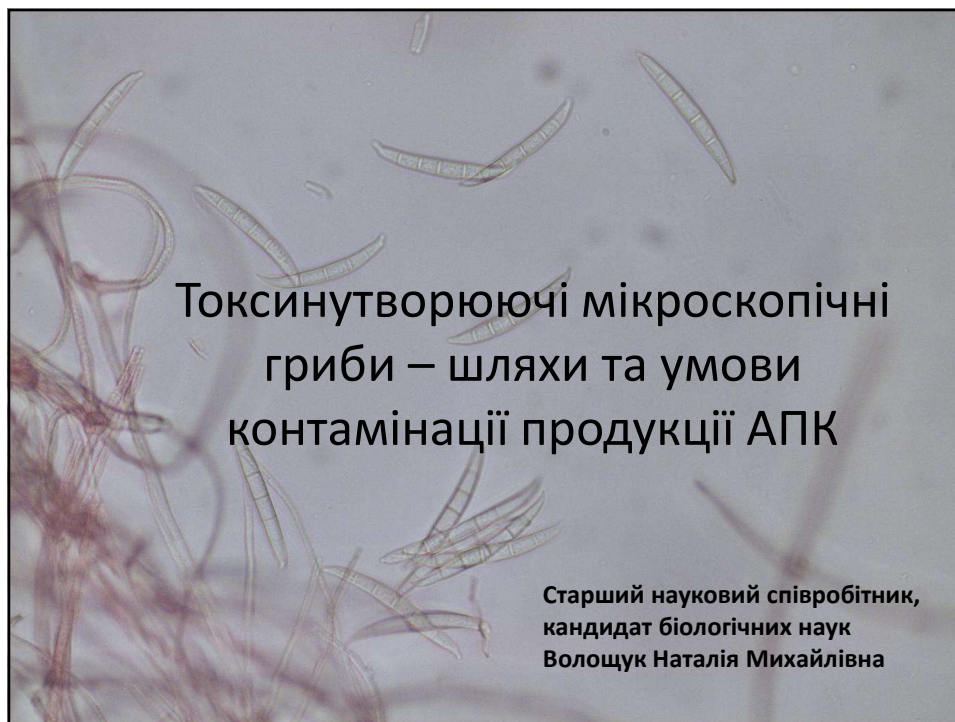 Токсинутворюючі мікроскопічні
гриби – шляхи та умови
контамінації продукції АПК
Старший науковий співробітник,
кандидат біологічних наук
Волощук Наталія Михайлівна